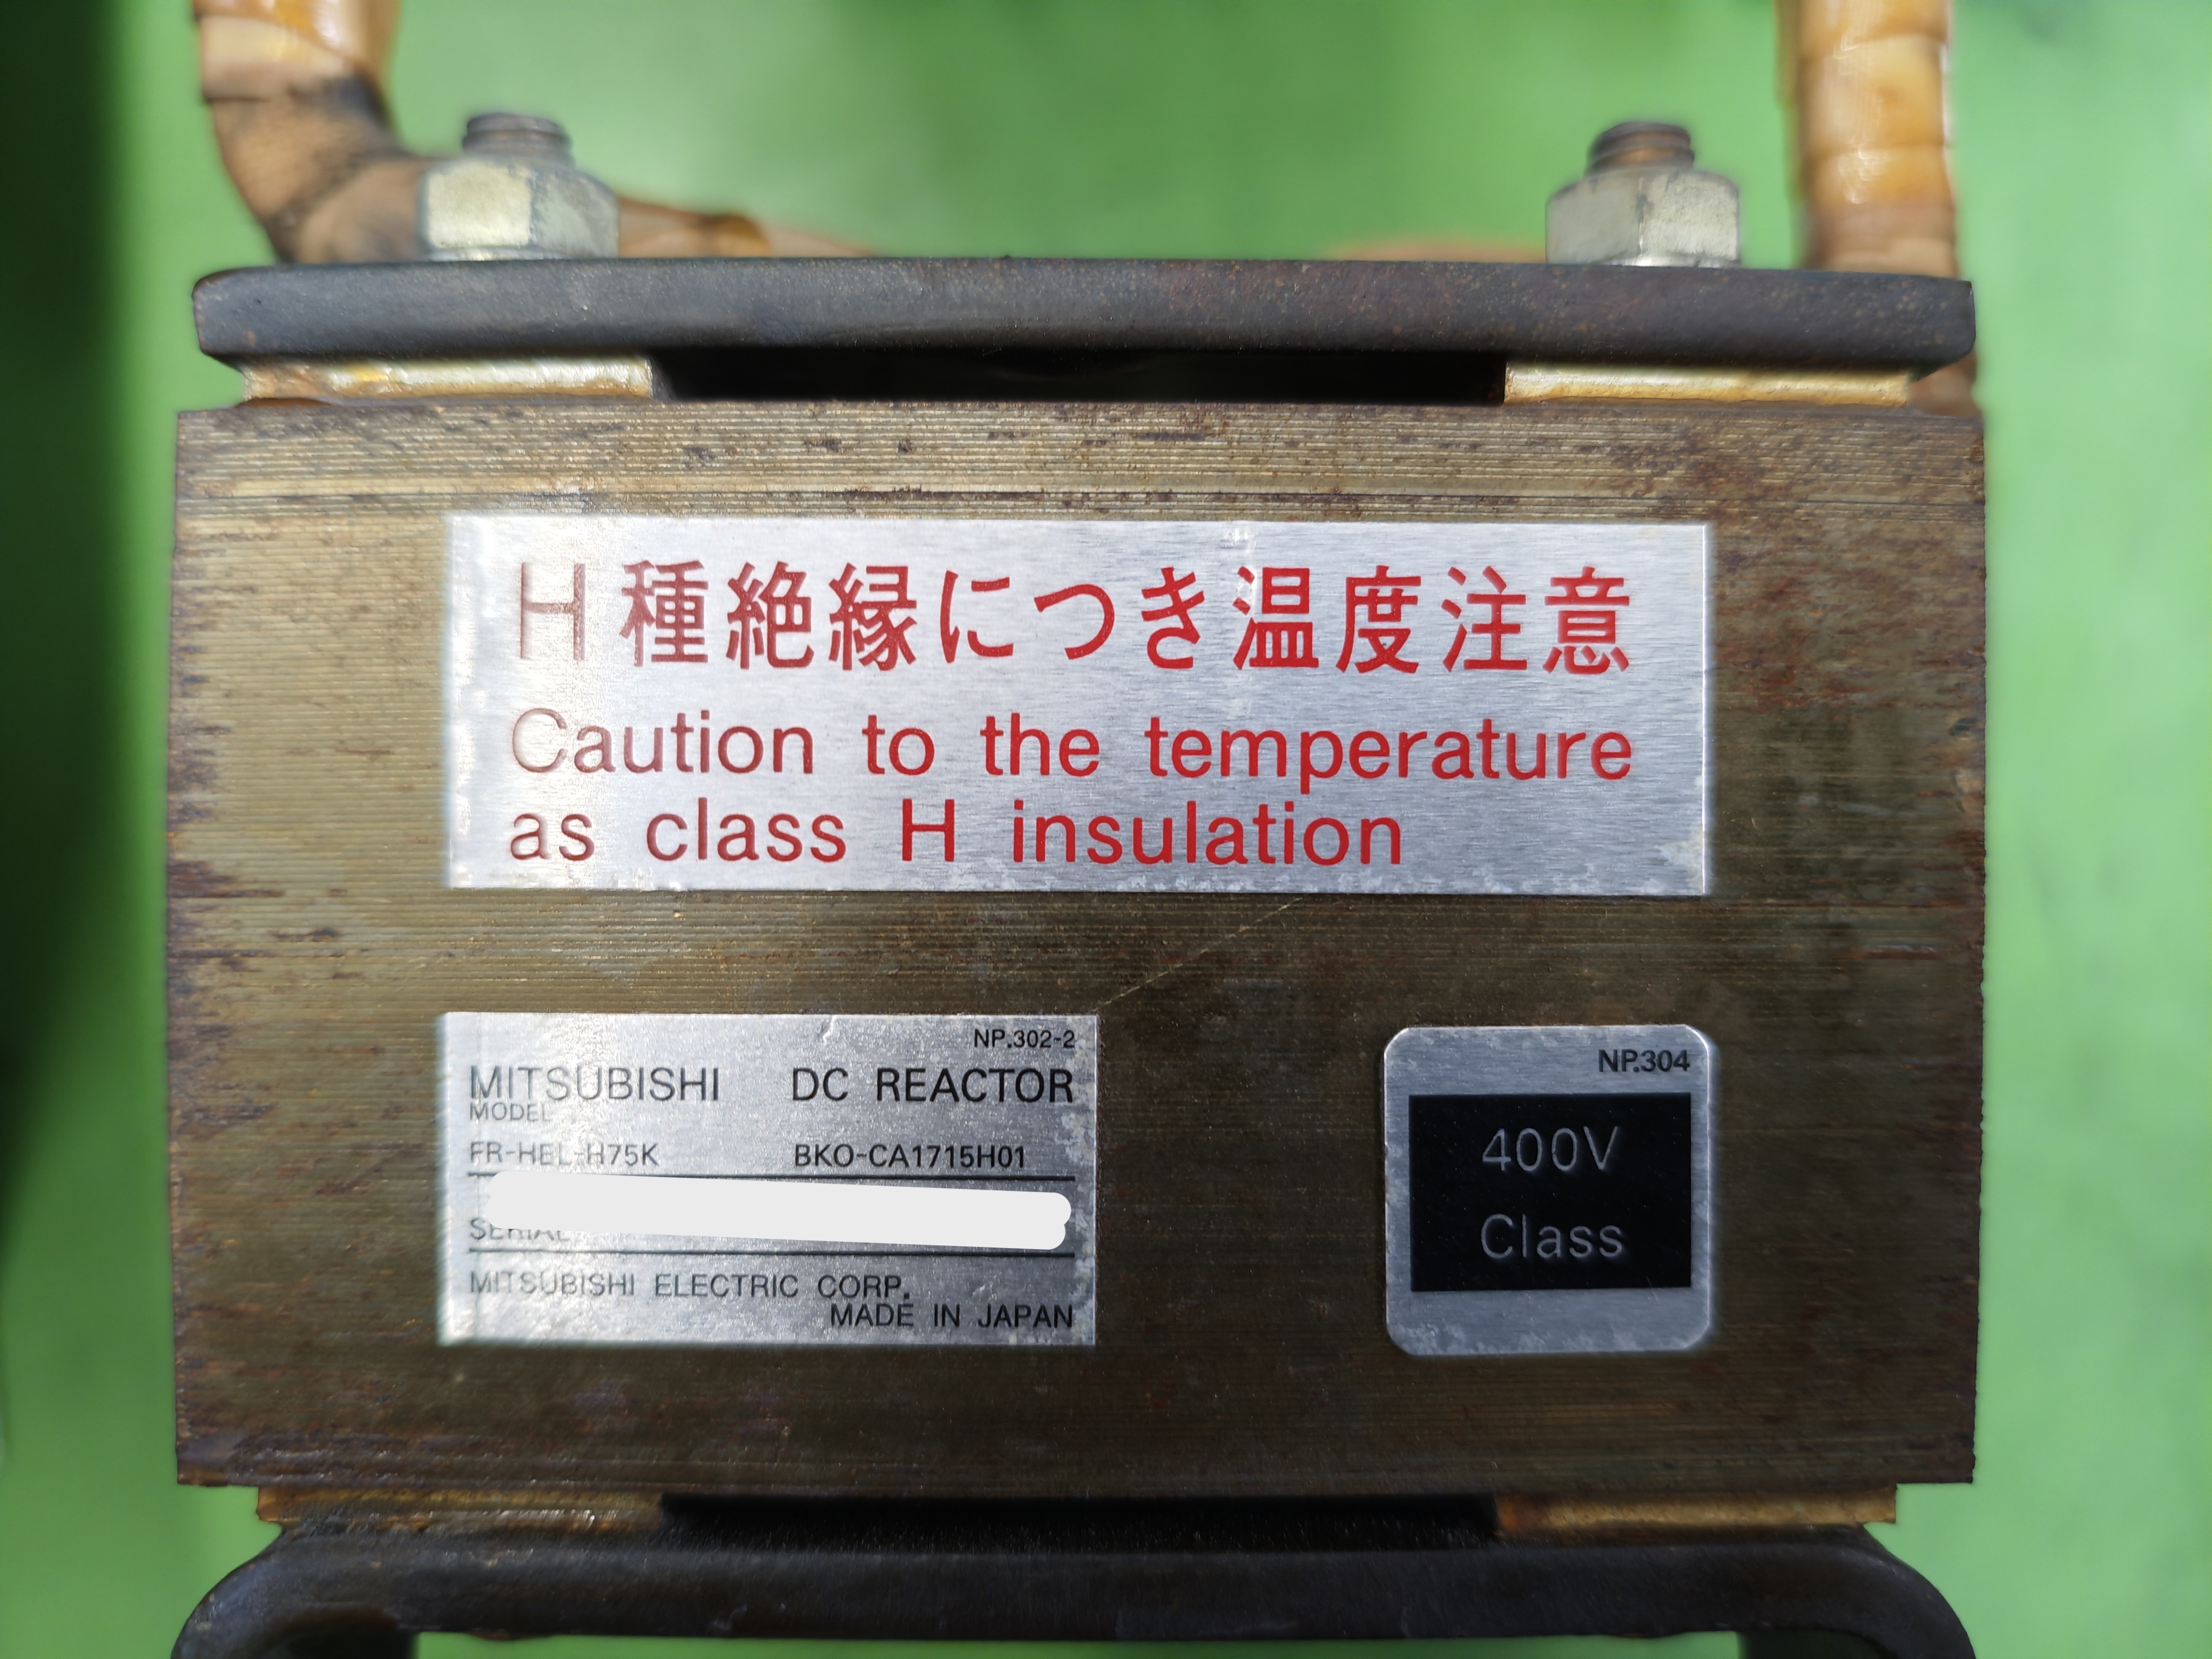 H種絶縁につき温度注意
Caution to the temperature
as class H insulation
NP.302-2
MITSUBISHI DC REACTOR
MODEL
FR-HEL-H75K BKO-CA1715H01
SERIAL
MITSUBISHI ELECTRIC CORP.
MADE IN JAPAN
NP.304
400V
Class